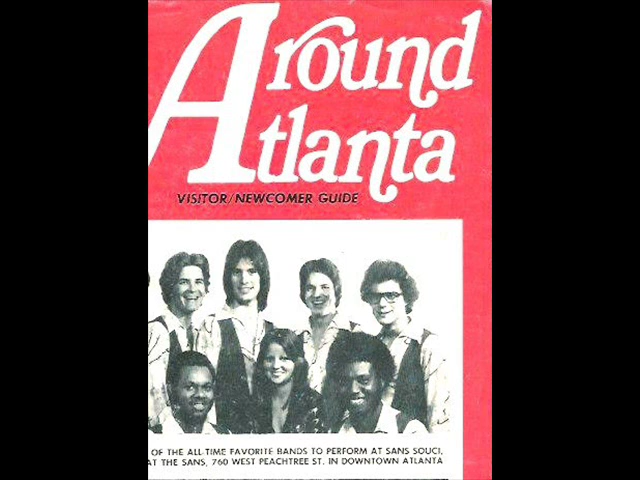 Around
Atlanta
VISITOR/NEWCOMER GUIDE
OF THE ALL-TIME FAVORITE BANDS TO PERFORM AT SANS SOUCI,
AT THE SANS, 760 WEST PEACHTREE ST. IN DOWNTOWN ATLANTA